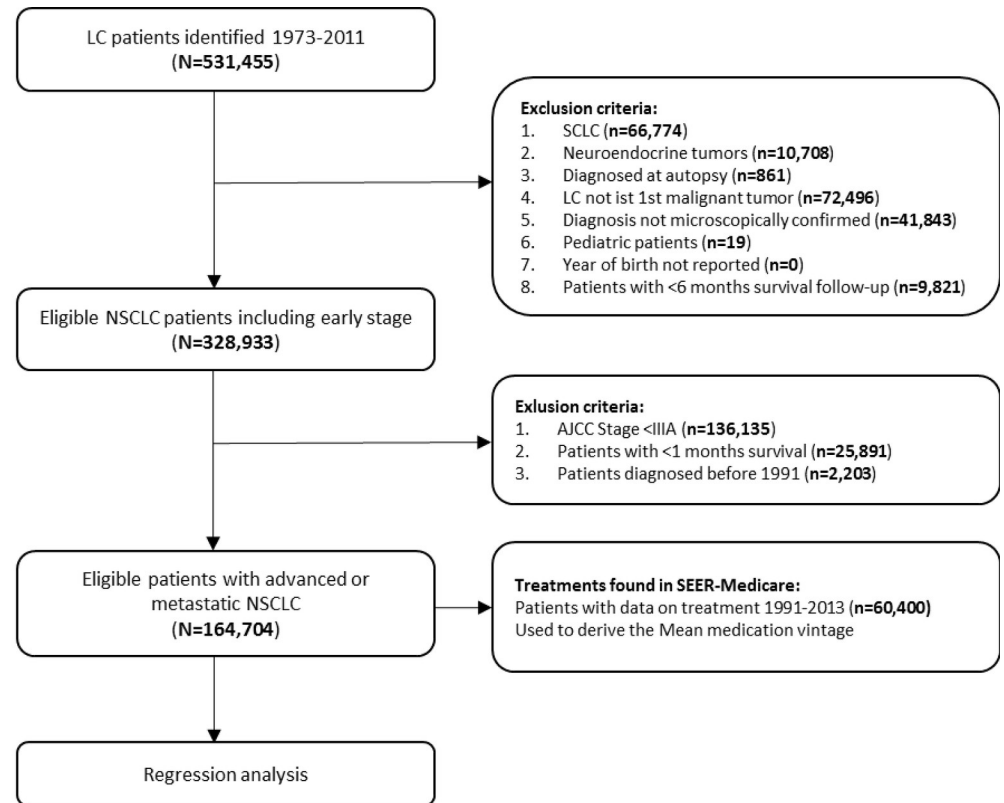 LC patients identified 1973-2011
(N=531,455)
Exclusion criteria:
1. SCLC (n=66,774)
2. Neuroendocrine tumors (n=10,708)
3. Diagnosed at autopsy (n=861)
4. LC not ist 1st malignant tumor (n=72,496)
5. Diagnosis not microscopically confirmed (n=41,843)
6. Pediatric patients (n=19)
7. Year of birth not reported (n=0)
8. Patients with <6 months survival follow-up (n=9,821)
Eligible NSCLC patients including early stage
(N=328,933)
Exlusion criteria:
1. AJCC Stage <IIIA (n=136,135)
2. Patients with <1 months survival (n=25,891)
3. Patients diagnosed before 1991 (n=2,203)
Eligible patients with advanced or
metastatic NSCLC
(N=164,704)
Treatments found in SEER-Medicare:
Patients with data on treatment 1991-2013 (n=60,400)
Used to derive the Mean medication vintage
Regression analysis